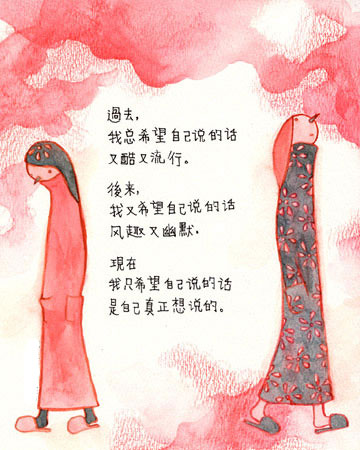 過去，
我总希望自己说的话
又酷又流行。
後来，
我又希望自己说的话
风趣又幽默．
現在
我只希望自己说的话
是自己真正想说的。